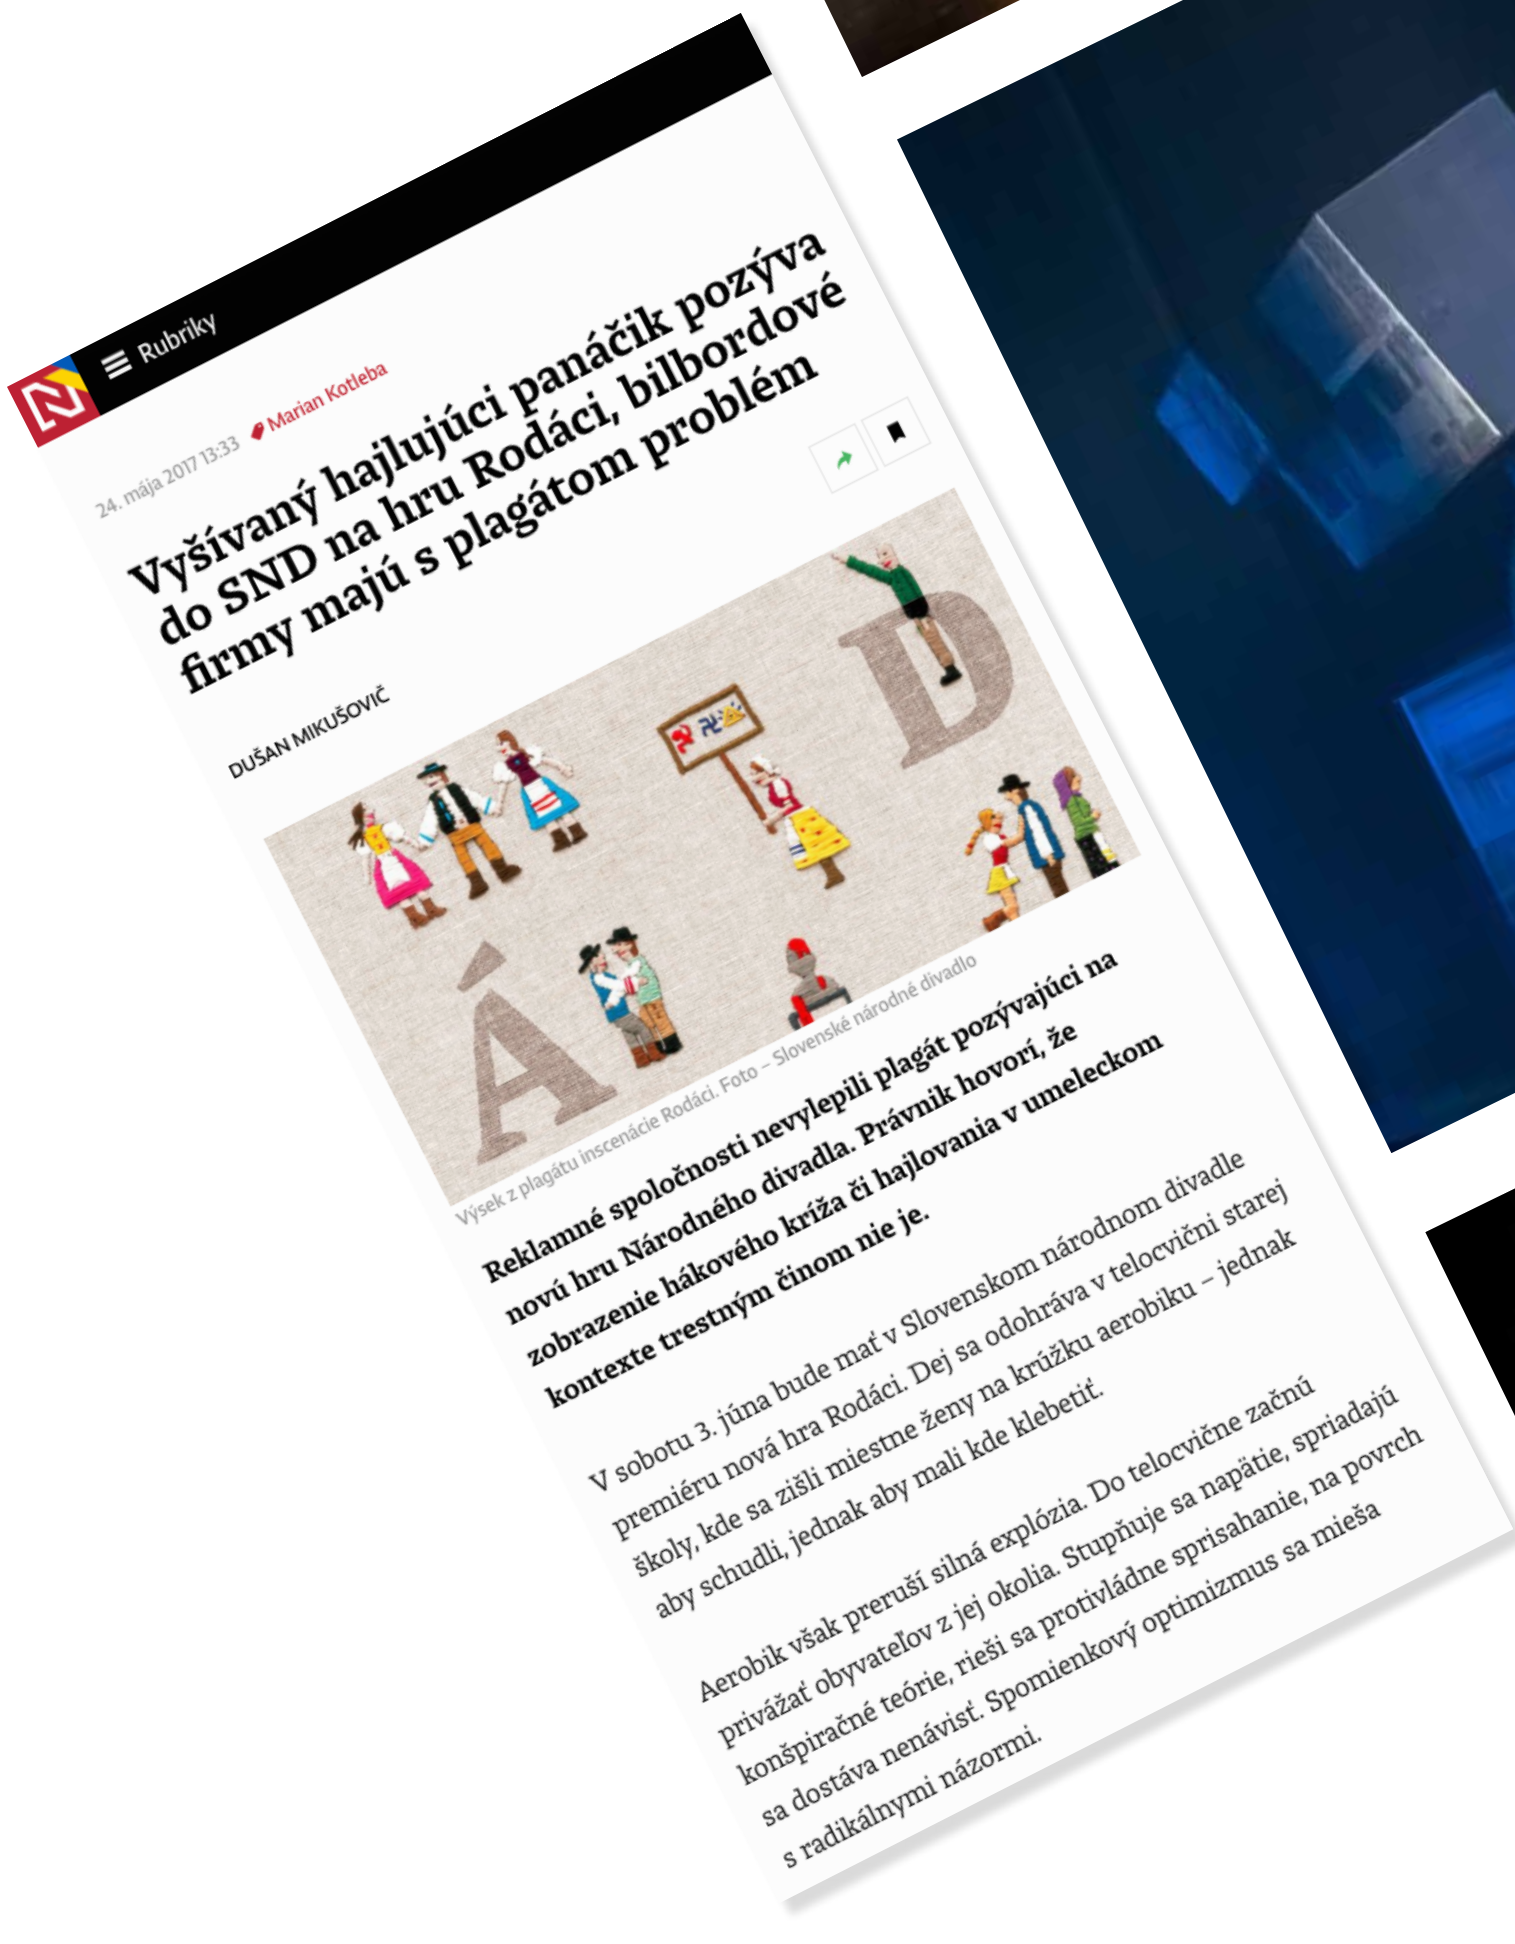 Rubriky
24. mája 2017 13:33 Marian Kotleba
Vyšívaný hajlujúci panáčik pozýva
do SND na hru Rodáci, bilbordové
firmy majú s plagátom problém
DUŠAN MIKUŠOVIČ
D
Á
Výsek z plagátu inscenácie Rodáci. Foto – Slovenské národné divadlo
Reklamné spoločnosti nevylepili plagát pozývajúci na
novú hru Národného divadla. Právnik hovorí, že
zobrazenie hákového kríža či hajlovania v umeleckom
kontexte trestným činom nie je.
V sobotu 3. júna bude mať v Slovenskom národnom divadle
premiéru nová hra Rodáci. Dej sa odohráva v telocvični starej
školy, kde sa zišli miestne ženy na krúžku aerobiku – jednak
aby schudli, jednak aby mali kde klebetiť.
Aerobik však preruší silná explózia. Do telocvične začnú
privážať obyvateľov z jej okolia. Stupňuje sa napätie, spriadajú
konšpiračné teórie, rieši sa protivládne sprisahanie, na povrch
sa dostáva nenávisť. Spomienkový optimizmus sa mieša
s radikálnymi názormi.